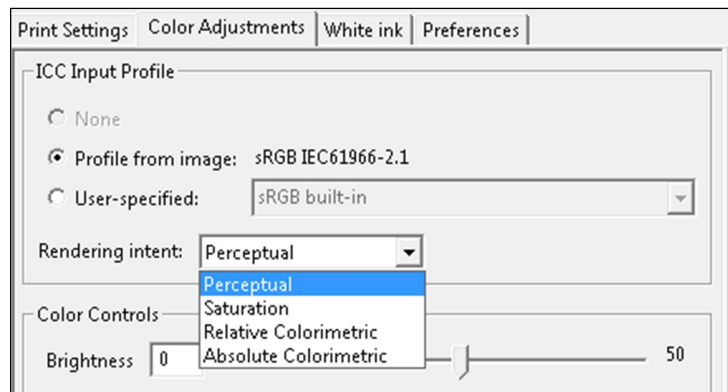 Print Settings Color Adjustments White ink Preferences
ICC Input Profile
None
Profile from image: sRGB IEC61966-2.1
User-specified: sRGB built-in
Rendering intent: Perceptual
Perceptual
Saturation
Relative Colorimetric
Absolute Colorimetric
Color Controls
Brightness 0 50